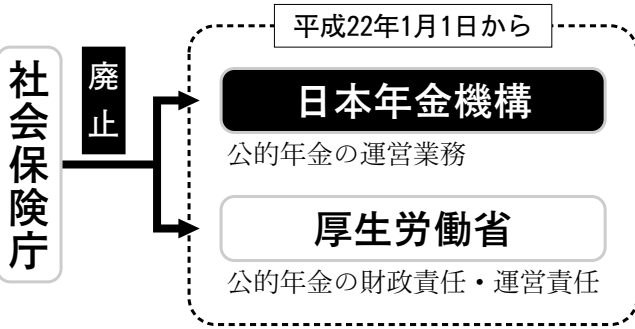 平成22年1月1日から
社会保険庁
廃止
日本年金機構
公的年金の運営業務
厚生労働省
公的年金の財政責任・運営責任